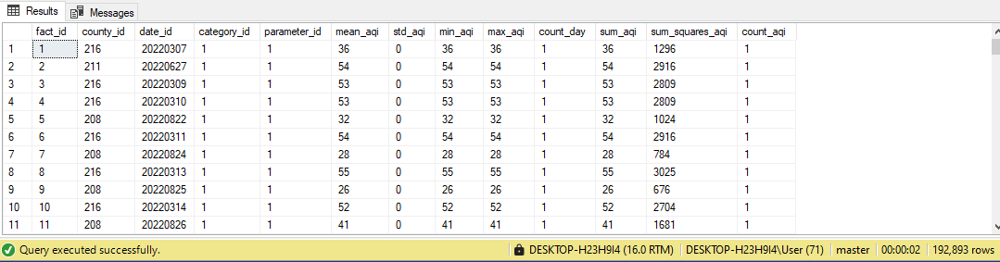 Results Messages
fact_id county_id date_id category_id parameter_id mean_aqi std_aqi min_aqi max_aqi count_day sum_aqi sum_squares_aqi count_aqi
1 1 216 20220307 1 1 36 0 36 36 1 36 1296 1
2 2 211 20220627 1 1 54 0 54 54 1 54 2916 1
3 3 216 20220309 1 1 53 0 53 53 1 53 2809 1
4 4 216 20220310 1 1 53 0 53 53 1 53 2809 1
5 5 208 20220822 1 1 32 0 32 32 1 32 1024 1
6 6 216 20220311 1 1 54 0 54 54 1 54 2916 1
7 7 208 20220824 1 1 28 0 28 28 1 28 784 1
8 8 216 20220313 1 1 55 0 55 55 1 55 3025 1
9 9 208 20220825 1 1 26 0 26 26 1 26 676 1
10 10 216 20220314 1 1 52 0 52 52 1 52 2704 1
11 11 208 20220826 1 1 41 0 41 41 1 41 1681 1
Query executed successfully. DESKTOP-H23H9I4 (16.0 RTM) DESKTOP-H23H9I4\User (71) master 00:00:02 192,893 rows